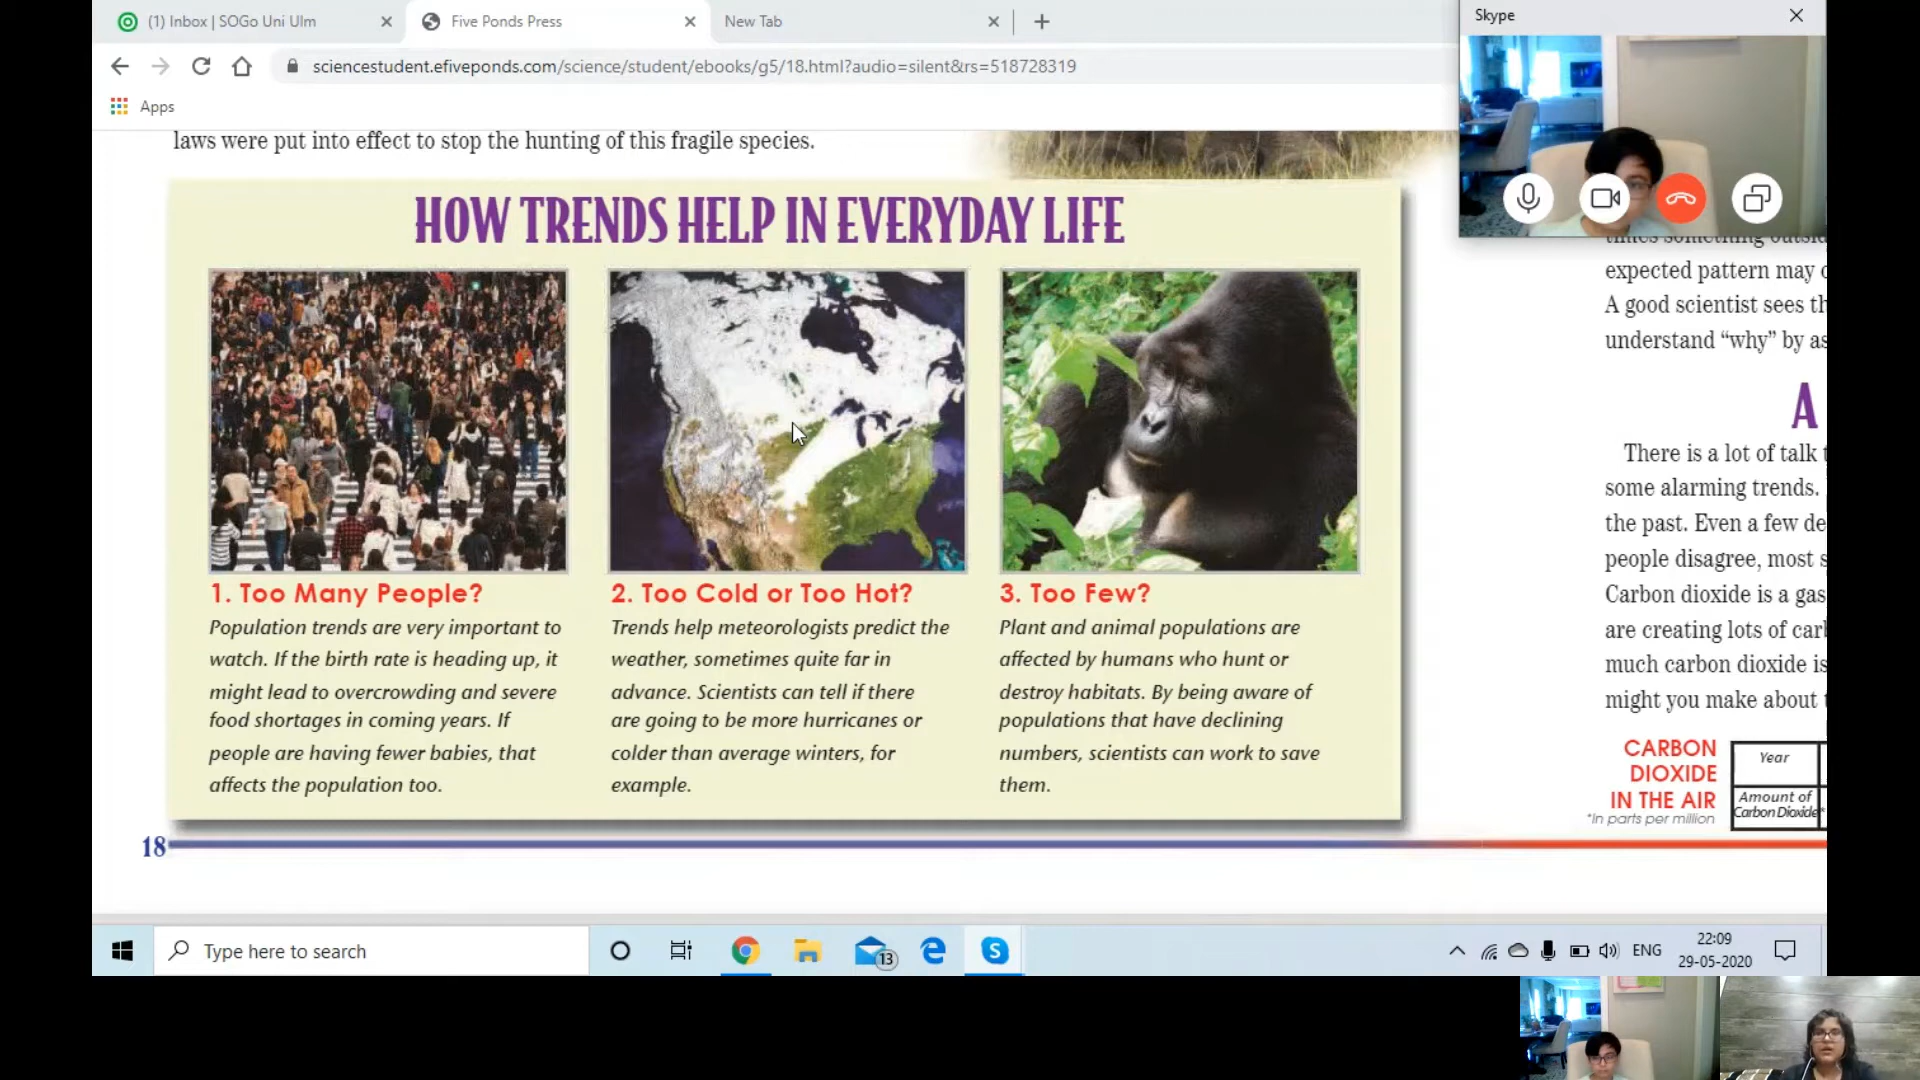 (1) Inbox | SOGo Uni Ulm
Five Ponds Press
New Tab
Skype
sciencestudent.efiveponds.com/science/student/ebooks/g5/18.html?audio=silent&rs=518728319
Apps
laws were put into effect to stop the hunting of this fragile species.
HOW TRENDS HELP IN EVERYDAY LIFE
1. Too Many People?
Population trends are very important to
watch. If the birth rate is heading up, it
might lead to overcrowding and severe
food shortages in coming years. If
people are having fewer babies, that
affects the population too.
2. Too Cold or Too Hot?
Trends help meteorologists predict the
weather, sometimes quite far in
advance. Scientists can tell if there
are going to be more hurricanes or
colder than average winters, for
example.
3. Too Few?
Plant and animal populations are
affected by humans who hunt or
destroy habitats. By being aware of
populations that have declining
numbers, scientists can work to save
them.
18
times something
expected pattern may
A good scientist sees
understand “why” by
A
There is a lot of talk
some alarming trends.
the past. Even a few
people disagree, most
Carbon dioxide is a gas
are creating lots of
much carbon dioxide is
might you make about
CARBON
DIOXIDE
IN THE AIR
*In parts per million
Year
Amount of
Carbon Dioxide*
Type here to search
13
ENG
22:09
29-05-2020